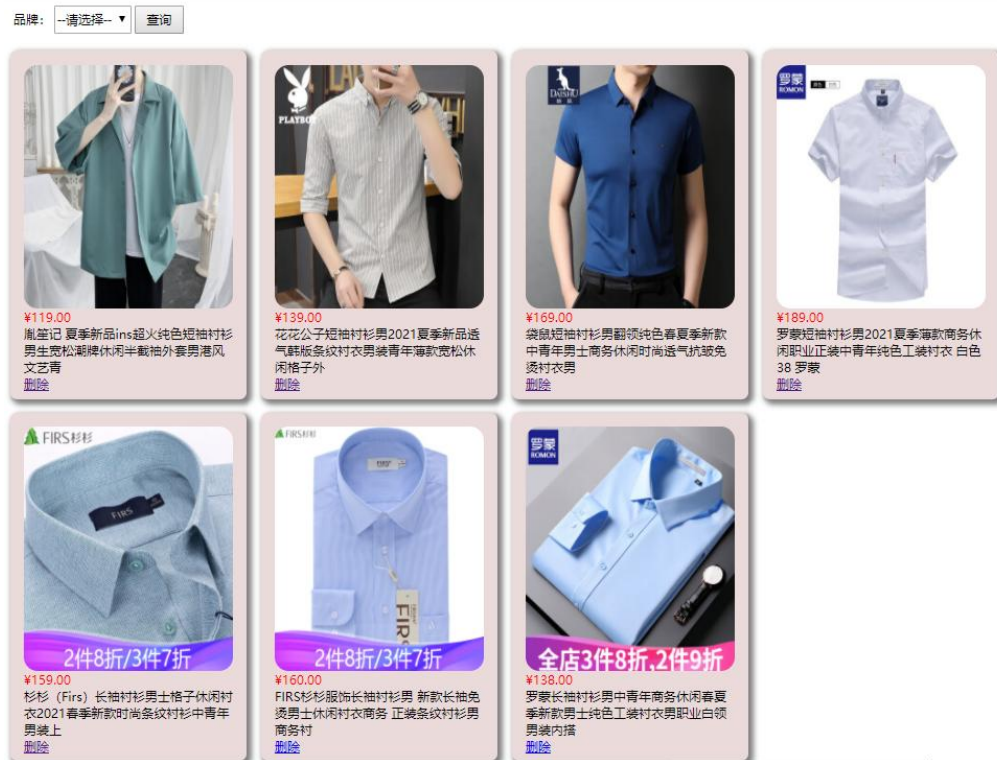 品牌： --请选择-- 查询
PLAYBO
DAISHU
袋鼠
罗蒙
ROMON
¥119.00
胤笙记 夏季新品ins超火纯色短袖衬衫
男生宽松潮牌休闲半截袖外套男港风
文艺青
删除
¥139.00
花花公子短袖衬衫男2021夏季新品透
气韩版条纹衬衣男装青年薄款宽松休
闲格子外
删除
¥169.00
袋鼠短袖衬衫男翻领纯色春夏季新款
中青年男士商务休闲时尚透气抗皱免
烫衬衣男
删除
¥189.00
罗蒙短袖衬衫男2021夏季薄款商务休
闲职业正装中青年纯色工装衬衣 白色
38 罗蒙
删除
FIRS杉杉
FIRS
2件8折/3件7折
¥159.00
杉杉（Firs）长袖衬衫男士格子休闲衬
衣2021春季新款时尚条纹衬衫中青年
男装上
删除
FIRS杉杉
FIRS
FIRS
2件8折/3件7折
¥160.00
FIRS杉杉服饰长袖衬衫男 新款长袖免
烫男士休闲衬衣商务 正装条纹衬衫男
商务衬
删除
罗蒙
ROMON
全店3件8折,2件9折
¥138.00
罗蒙长袖衬衫男中青年商务休闲春夏
季新款男士纯色工装衬衣男职业白领
男装内搭
删除